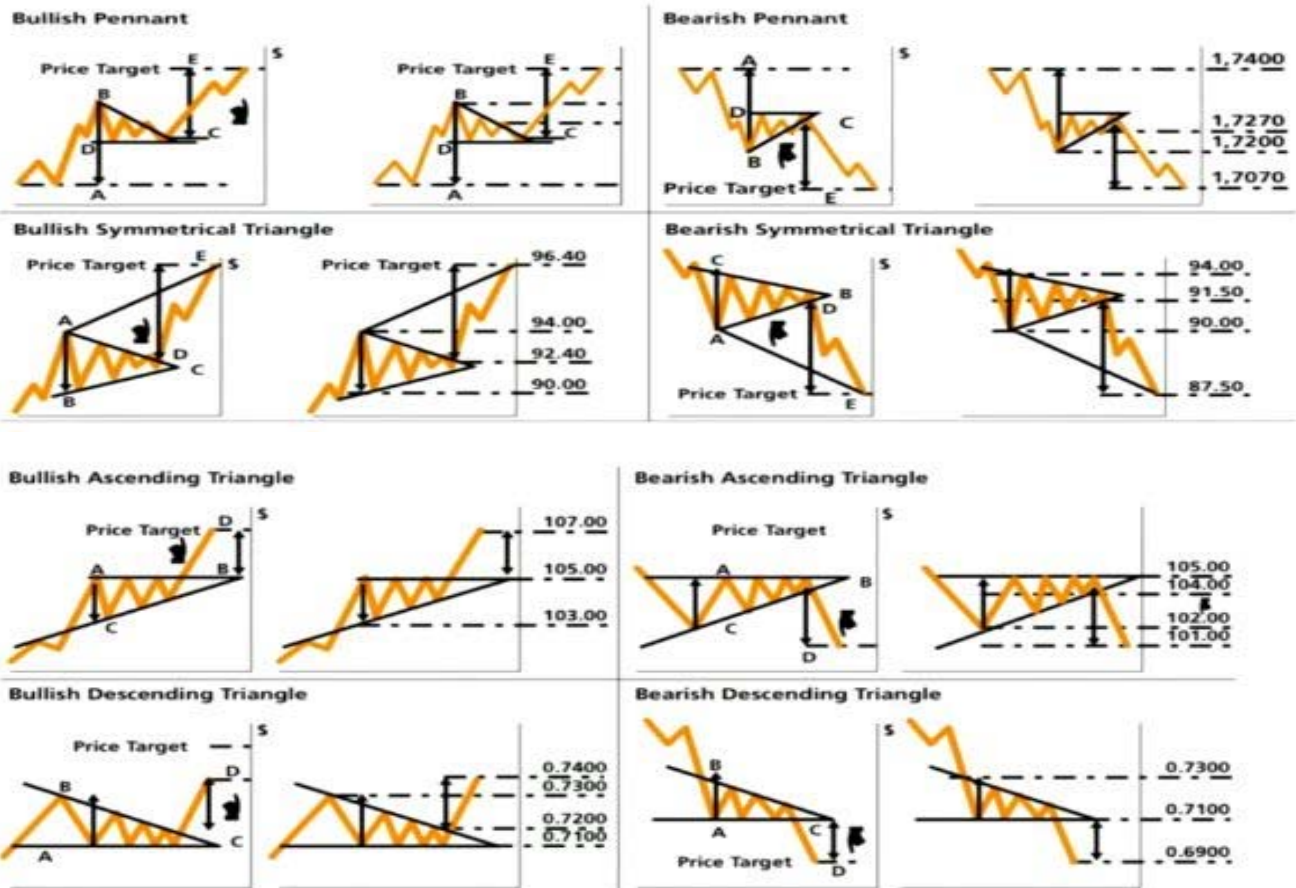 Bullish Pennant
$
Price Target
E
B
C
D
A
Price Target
E
B
C
D
A
Bearish Pennant
$
A
D
C
B
Price Target
E
1,7400
1,7270
1,7200
1,7070
Bullish Symmetrical Triangle
Price Target
E
$
A
D
C
B
Price Target
96.40
94.00
92.40
90.00
Bearish Symmetrical Triangle
$
C
B
D
A
Price Target
E
94.00
91.50
90.00
87.50
Bullish Ascending Triangle
$
Price Target
D
A
B
C
107.00
105.00
103.00
Bearish Ascending Triangle
$
Price Target
A
B
C
D
105.00
104.00
102.00
101.00
Bullish Descending Triangle
$
Price Target
D
B
C
A
0.7400
0.7300
0.7200
0.7100
Bearish Descending Triangle
$
B
A
C
Price Target
D
0.7300
0.7100
0.6900